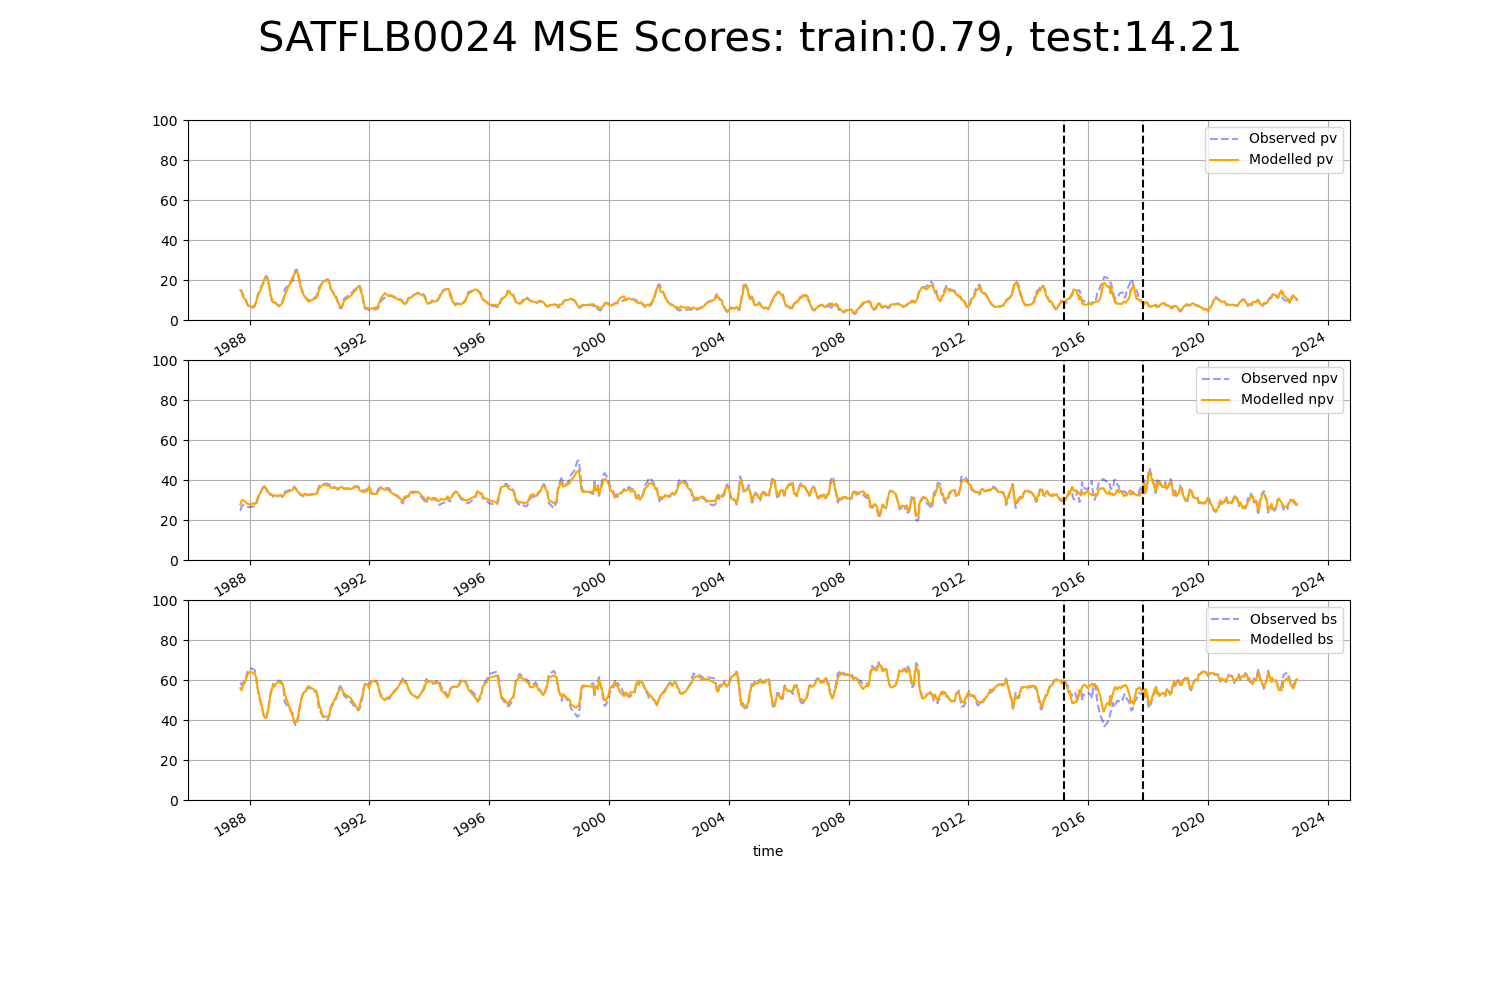 SATFLB0024 MSE Scores: train:0.79, test:14.21
100
80
60
40
20
0
Observed pv
Modelled pv
1988 1992 1996 2000 2004 2008 2012 2016 2020 2024
100
80
60
40
20
0
Observed npv
Modelled npv
1988 1992 1996 2000 2004 2008 2012 2016 2020 2024
100
80
60
40
20
0
Observed bs
Modelled bs
1988 1992 1996 2000 2004 2008 2012 2016 2020 2024
time